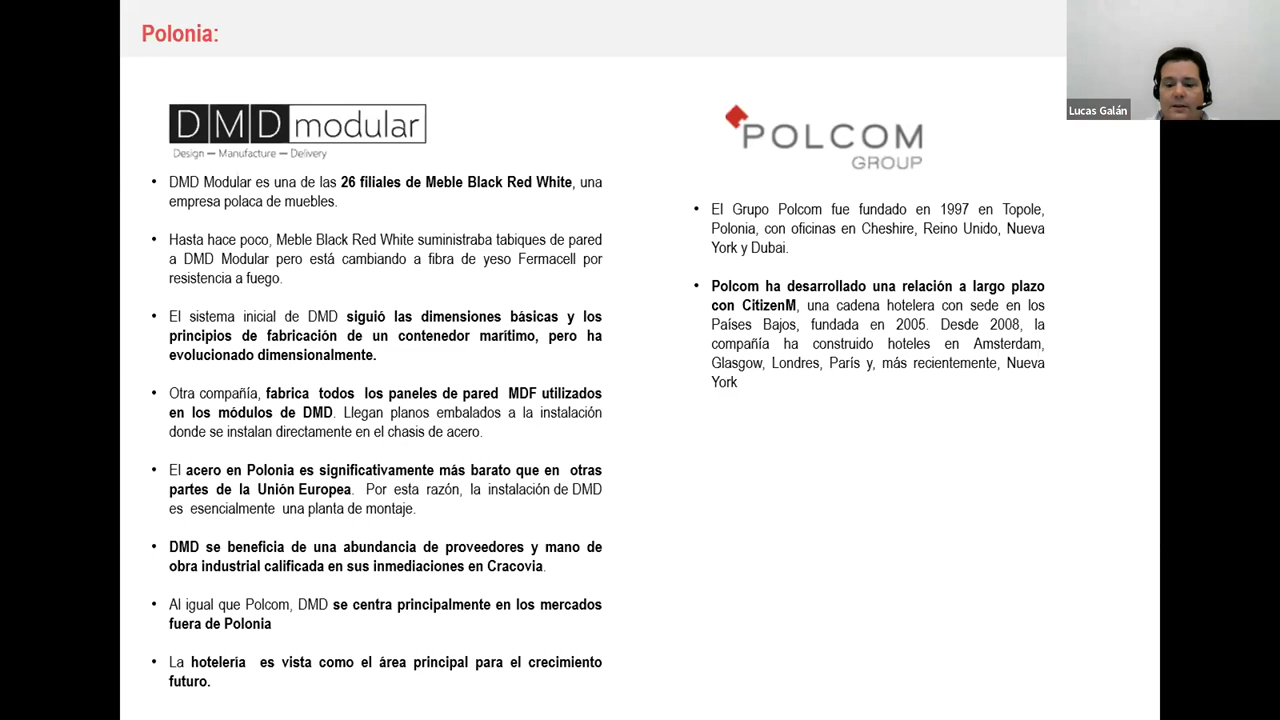 Polonia:
Lucas Galán
DMD modular
Design — Manufacture — Delivery
• DMD Modular es una de las 26 filiales de Meble Black Red White, una
empresa polaca de muebles.
• Hasta hace poco, Meble Black Red White suministraba tabiques de pared
a DMD Modular pero está cambiando a fibra de yeso Fermacell por
resistencia a fuego.
• El sistema inicial de DMD siguió las dimensiones básicas y los
principios de fabricación de un contenedor marítimo, pero ha
evolucionado dimensionalmente.
• Otra compañía, fabrica todos los paneles de pared MDF utilizados
en los módulos de DMD. Llegan planos embalados a la instalación
donde se instalan directamente en el chasis de acero.
• El acero en Polonia es significativamente más barato que en otras
partes de la Unión Europea. Por esta razón, la instalación de DMD
es esencialmente una planta de montaje.
• DMD se beneficia de una abundancia de proveedores y mano de
obra industrial calificada en sus inmediaciones en Cracovia.
• Al igual que Polcom, DMD se centra principalmente en los mercados
fuera de Polonia
• La hotelería es vista como el área principal para el crecimiento
futuro.
POLCOM
GROUP
• El Grupo Polcom fue fundado en 1997 en Topole,
Polonia, con oficinas en Cheshire, Reino Unido, Nueva
York y Dubai.
• Polcom ha desarrollado una relación a largo plazo
con CitizenM, una cadena hotelera con sede en los
Países Bajos, fundada en 2005. Desde 2008, la
compañía ha construido hoteles en Amsterdam,
Glasgow, Londres, París y, más recientemente, Nueva
York